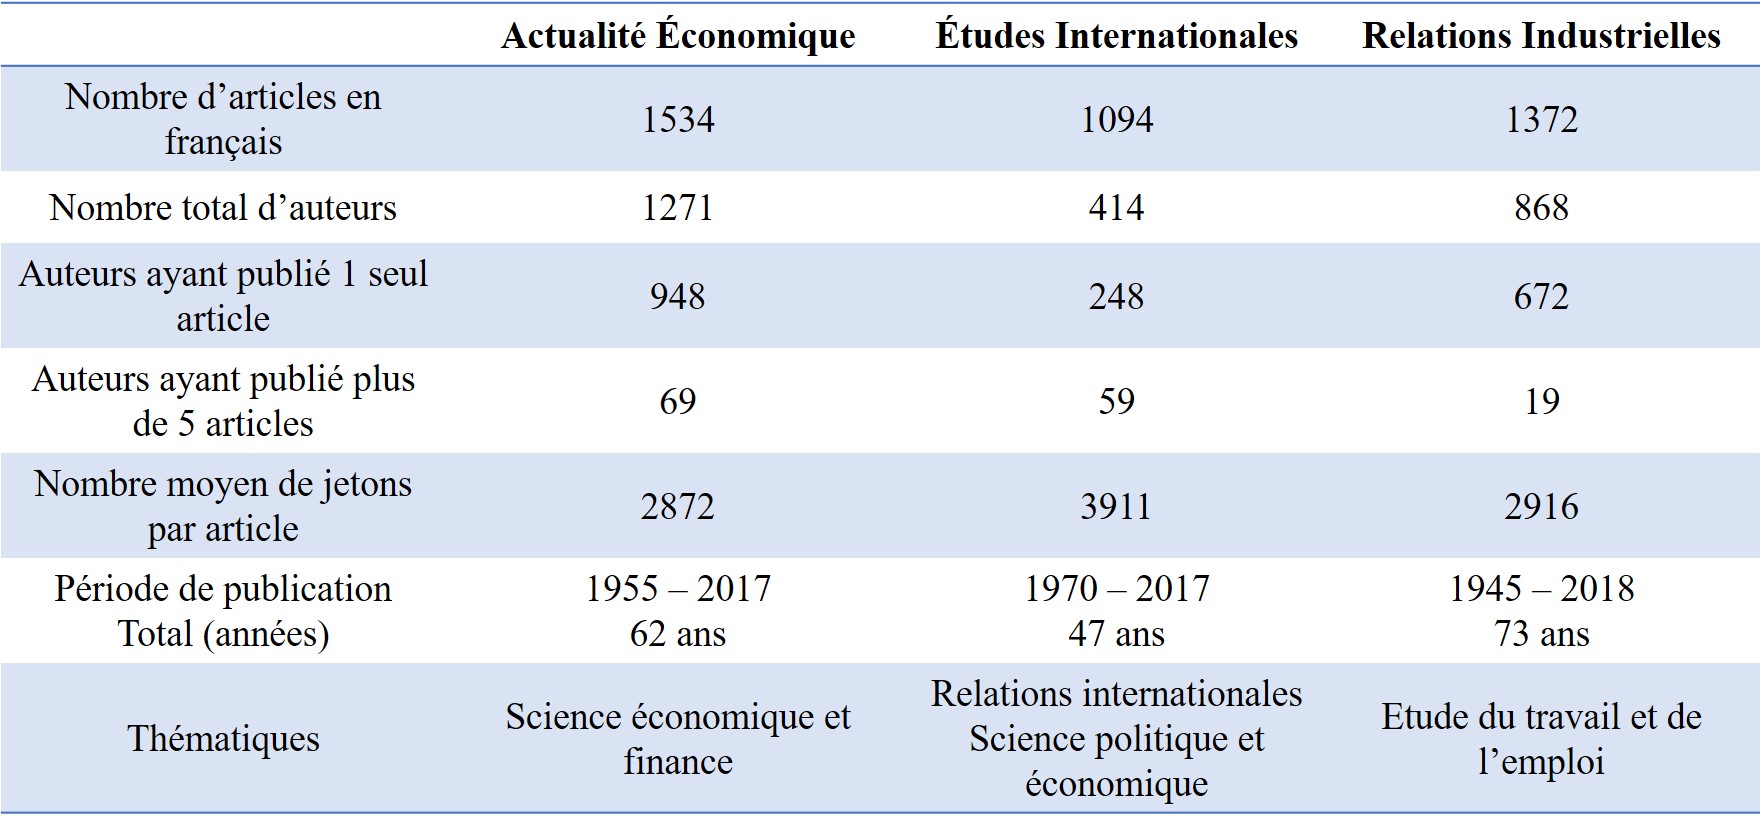 Actualité Économique Études Internationales Relations Industrielles
Nombre d’articles en
français
1534 1094 1372
Nombre total d’auteurs 1271 414 868
Auteurs ayant publié 1 seul
article
948 248 672
Auteurs ayant publié plus
de 5 articles
69 59 19
Nombre moyen de jetons
par article
2872 3911 2916
Période de publication
Total (années)
1955 – 2017
62 ans
1970 – 2017
47 ans
1945 – 2018
73 ans
Thématiques
Science économique et
finance
Relations internationales
Science politique et
économique
Etude du travail et de
l’emploi